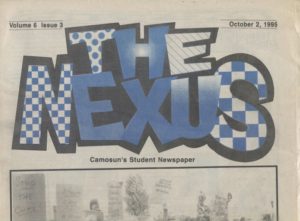 Volume 6 Issue 3
October 2, 1995
THE
NEXUS
Camosun's Student Newspaper